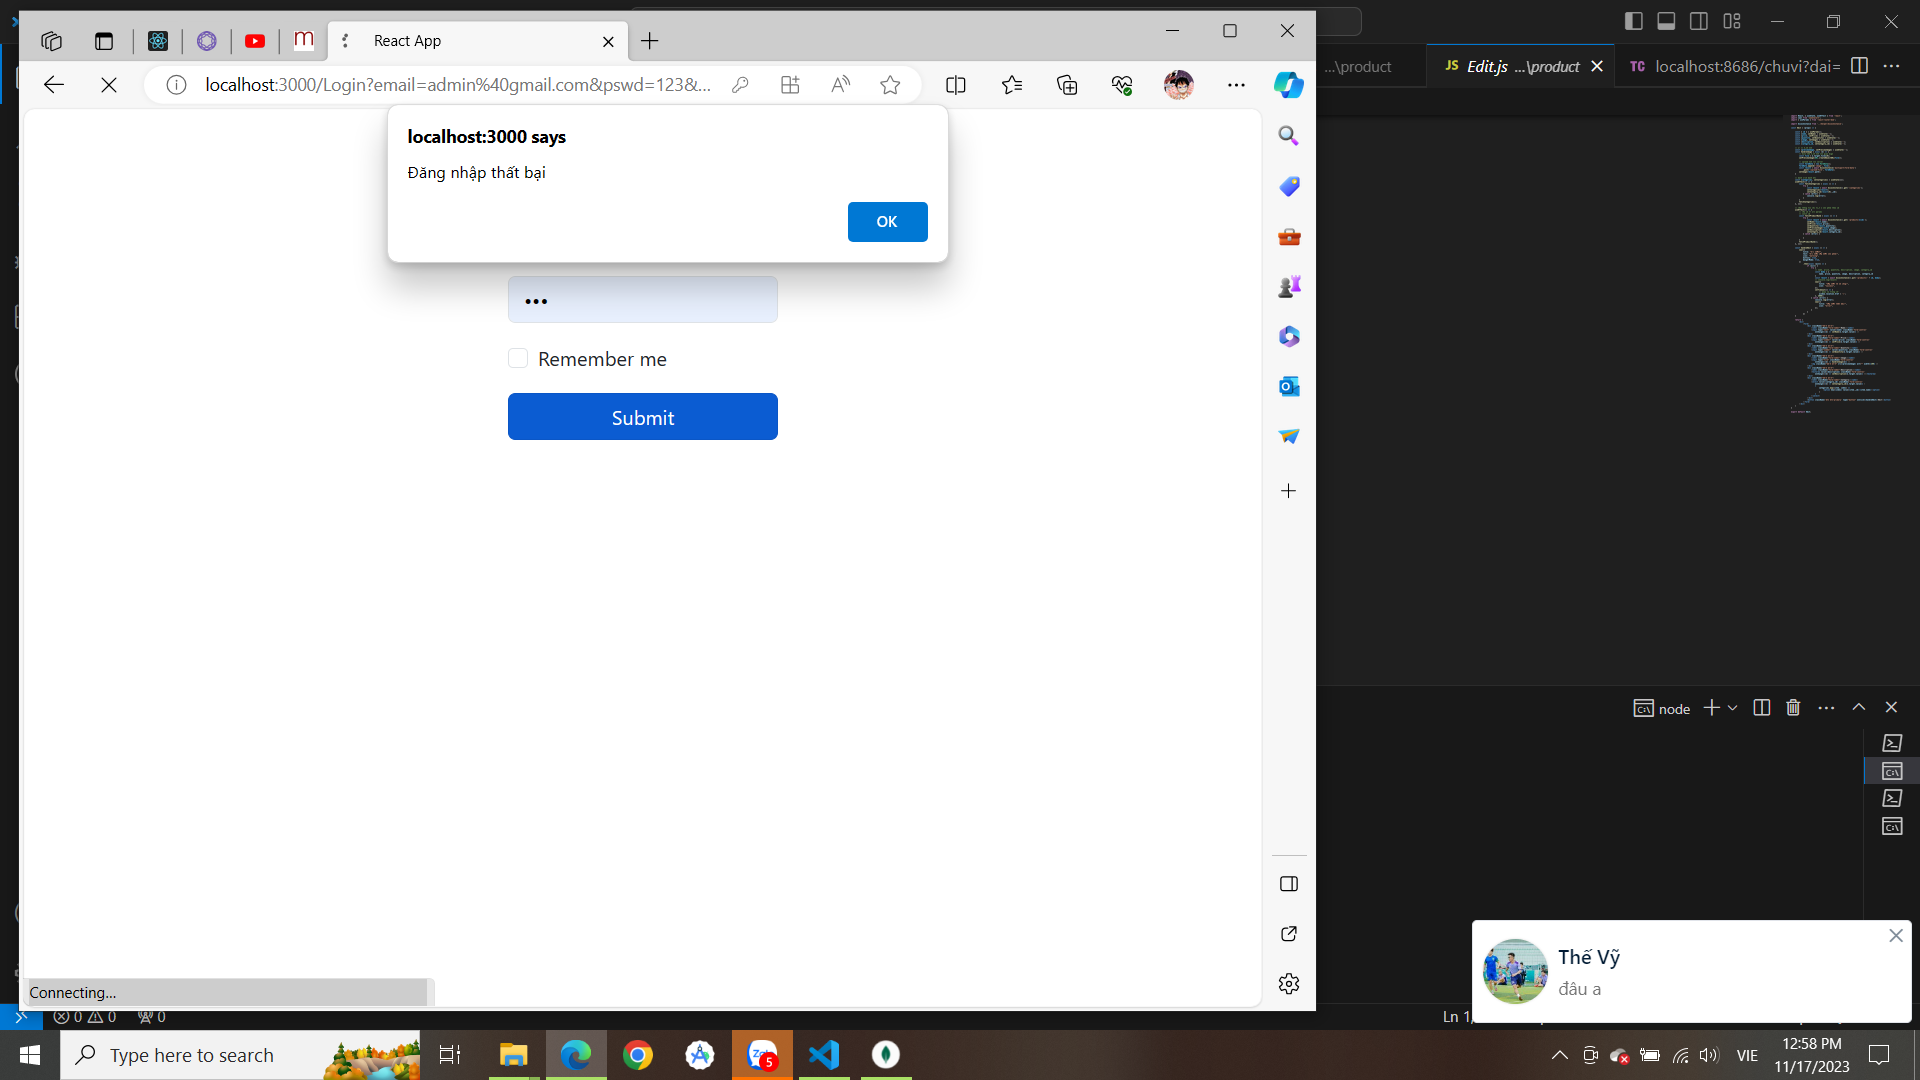 React App
...\product
JS Edit.js ...\product
TC localhost:8686/chuvi?dai=
localhost:3000/Login?email=admin%40gmail.com&pswd=123&...
localhost:3000 says
Đăng nhập thất bại
OK
Remember me
Submit
node
Thế Vỹ
đâu a
Connecting...
0 0 0
Ln 1,
Type here to search
5
VIE
12:58 PM
11/17/2023